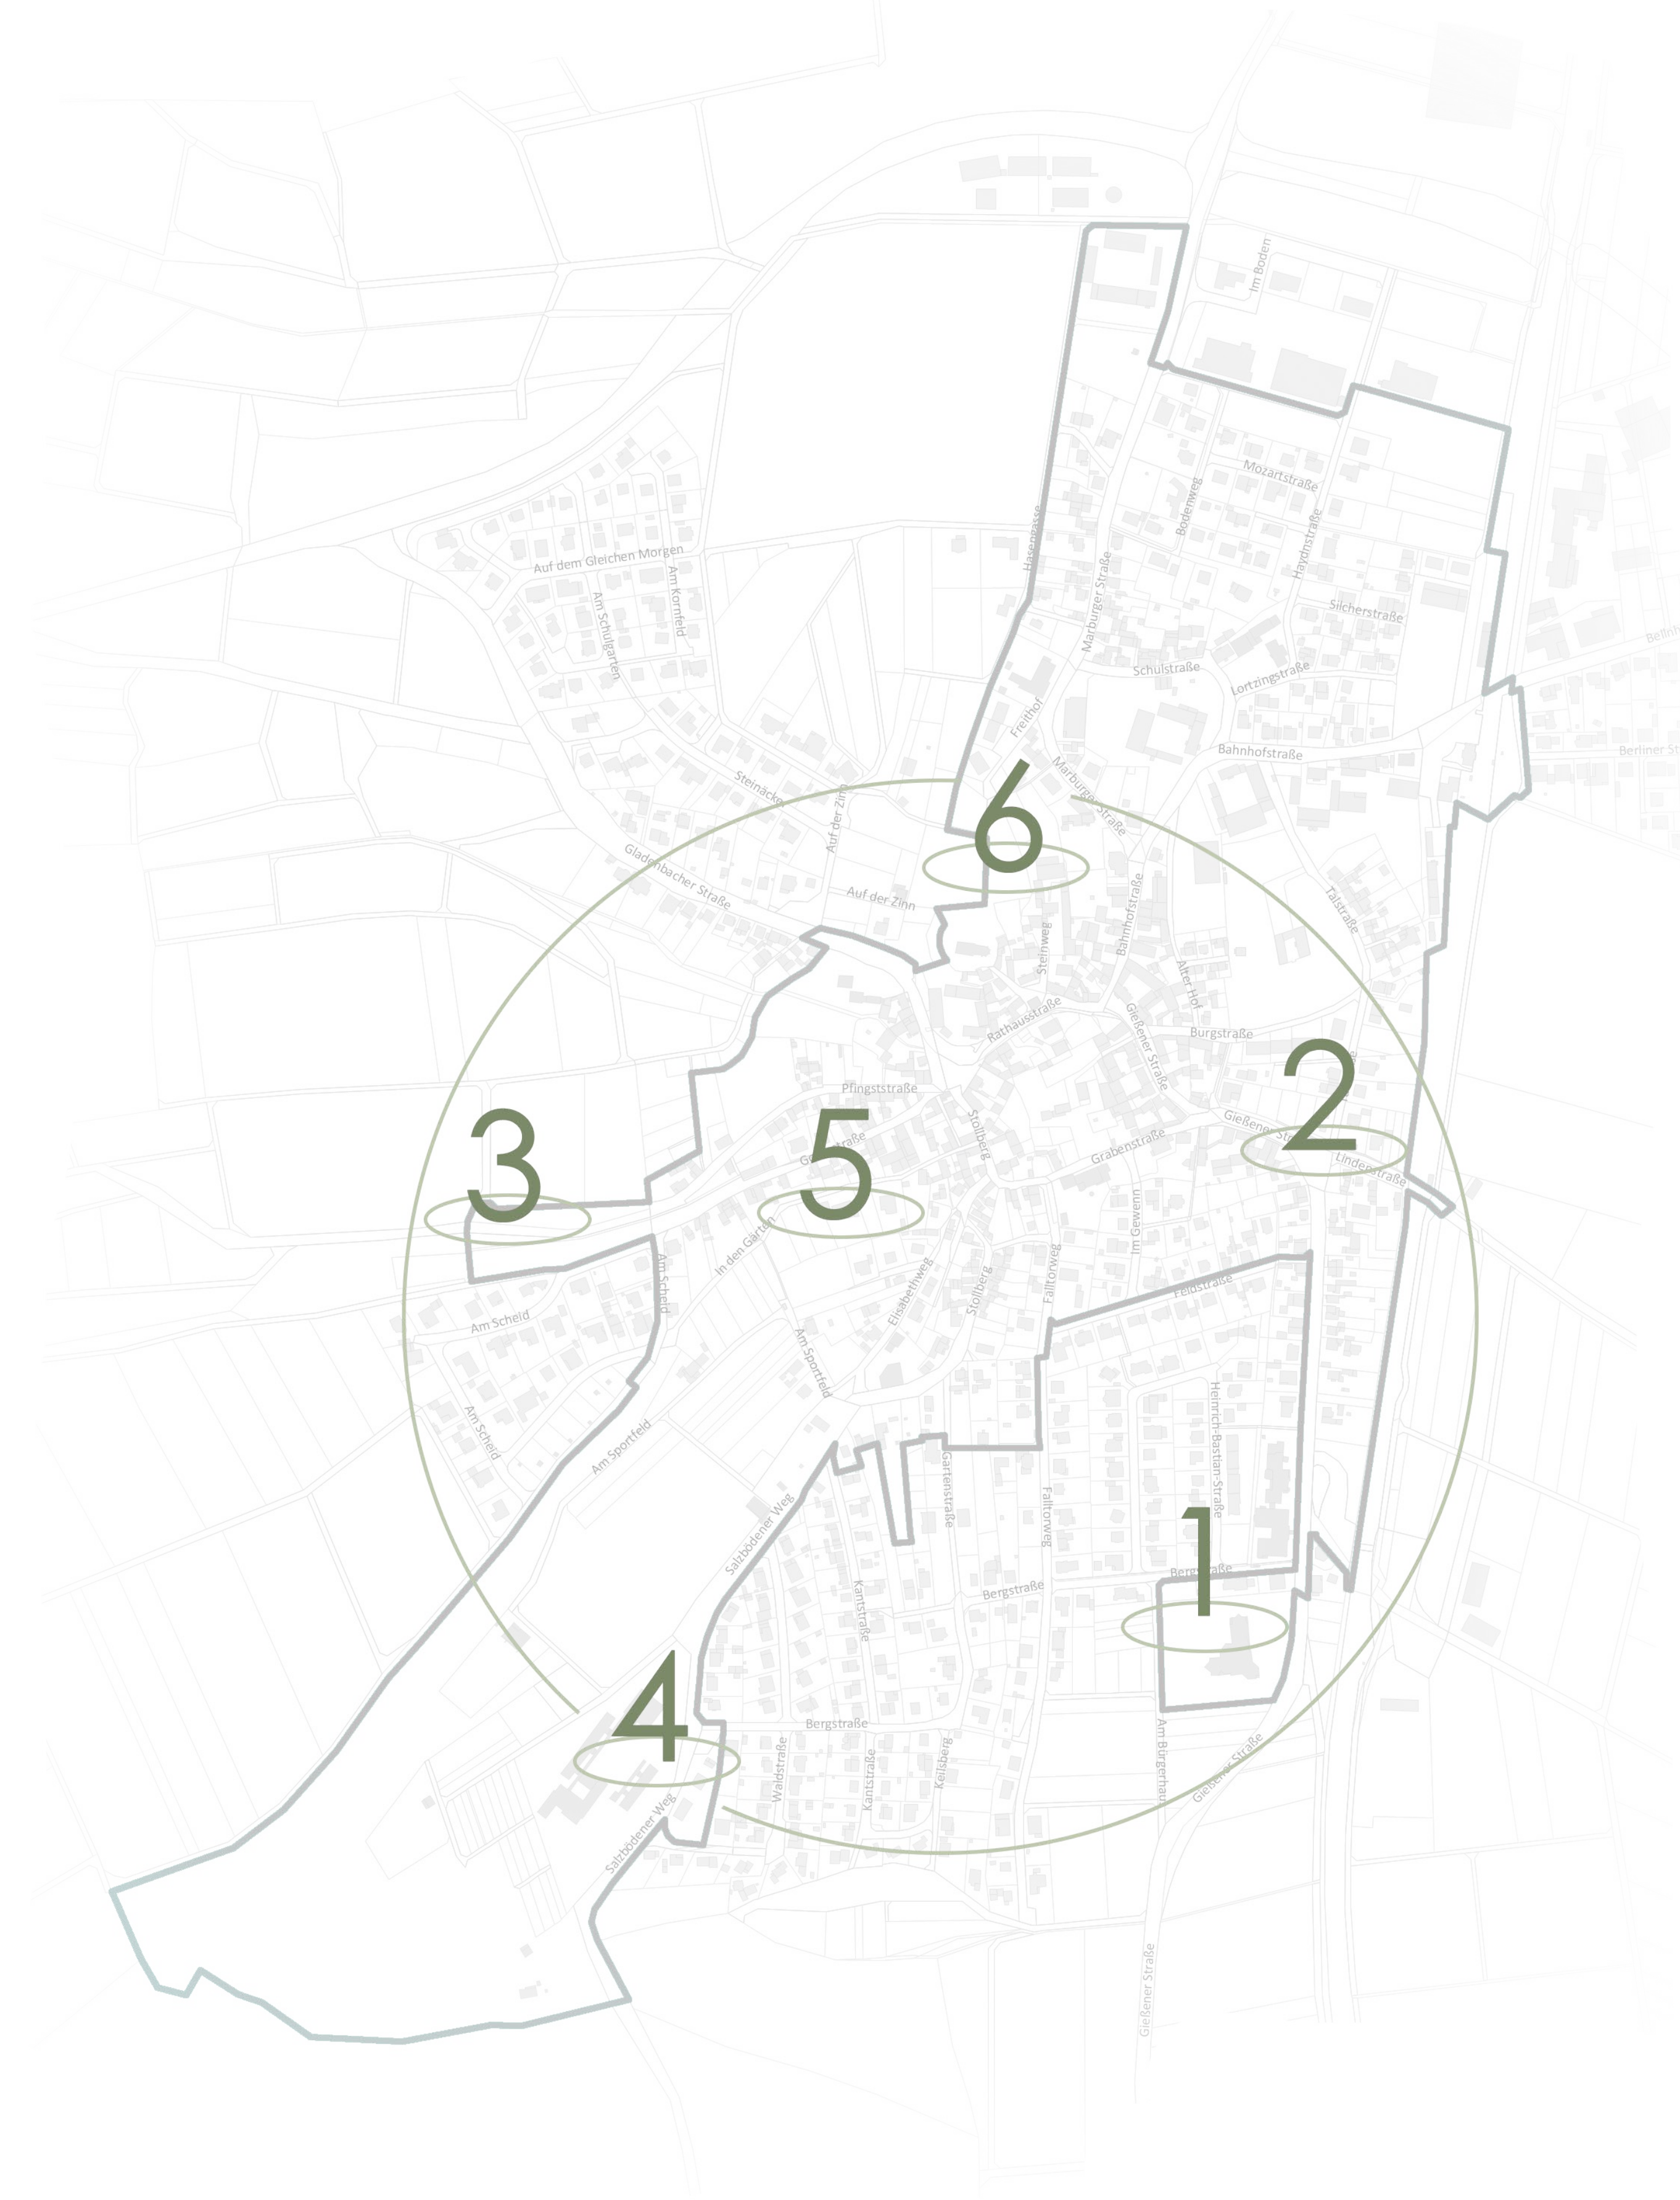 Im Boden
Mozartstraße
Bodenweg
Hasengasse
Haydnstraße
Auf dem Gleichen Morgen
Am Kornfeld
Marburger Straße
Am Schulgarten
Silcherstraße
Schulstraße
Lortzingstraße
Freithof
Bahnhofstraße
Berliner St
Steinäcker
Marburger Straße
Auf der Zinn
6
Gladenbacher Straße
Auf der Zinn
Talstraße
Bahnhofstraße
Steinweg
Alter Hof
Rathausstraße
Gießener Straße
Burgstraße
2
Pfingststraße
3
5
Stollberg
Gießener
Grabenstraße
Lindenstraße
In den Gärten
Im Gewenn
Am Scheid
Elisabethweg
Stollberg
Falltorweg
Feldstraße
Am Scheid
Am Sportfeld
Heinrich-Bastian-Straße
Am Scheid
Am Sportfeld
Gartenstraße
Falltorweg
Salzbödener Weg
1
Kantstraße
Bergstraße
4
Bergstraße
Waldstraße
Kantstraße
Keilsberg
Am Bürgerhaus
Gießener Straße
Salzbödener Weg
Gießener Straße